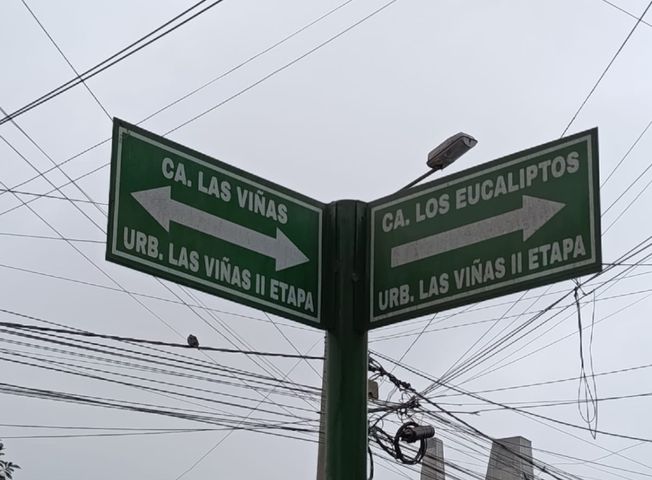 CA. LAS VIÑAS
URB. LAS VIÑAS II ETAPA
CA. LOS EUCALIPTOS
URB. LAS VIÑAS II ETAPA